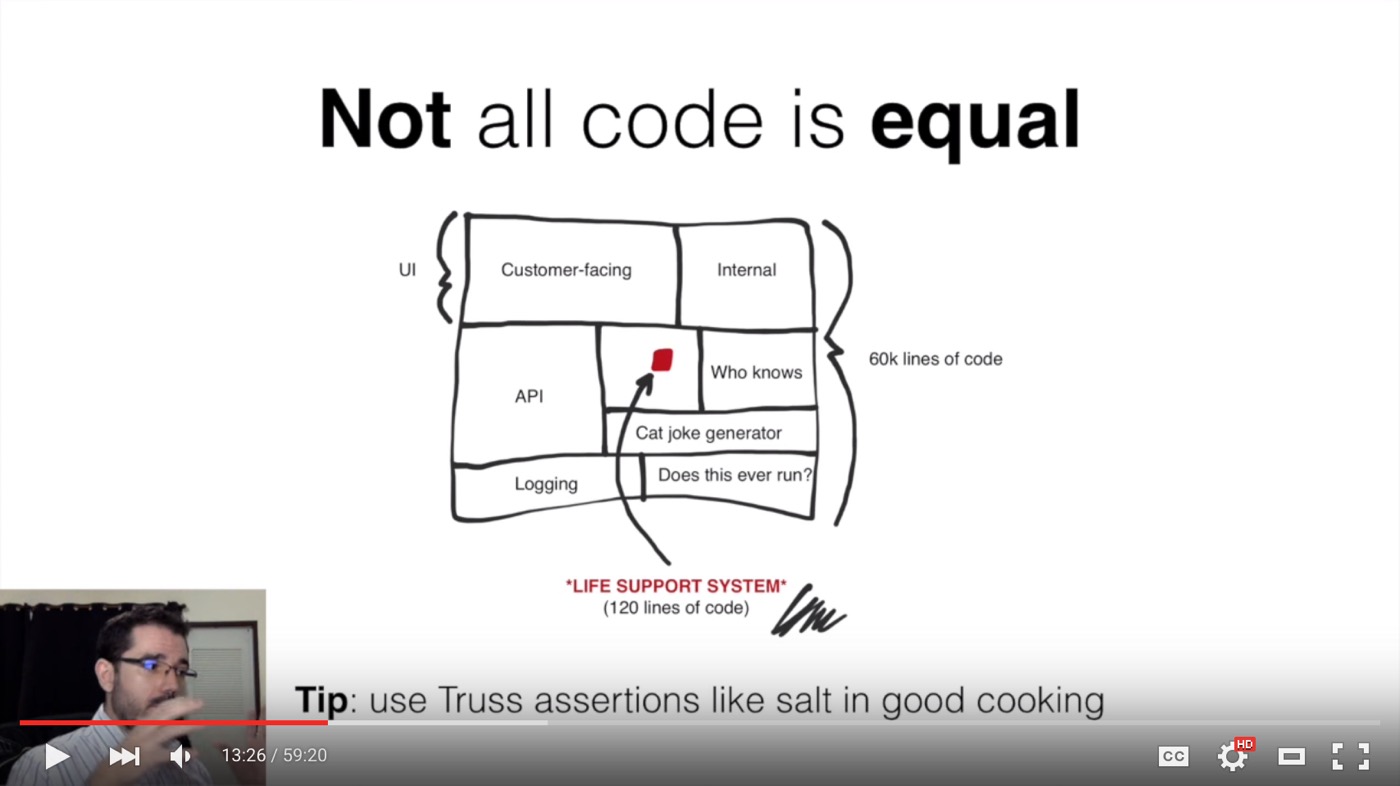 Not all code is equal
UI
Customer-facing
Internal
60k lines of code
API
Who knows
Cat joke generator
Logging
Does this ever run?
*LIFE SUPPORT SYSTEM*
(120 lines of code)
Tip: use Truss assertions like salt in good cooking
13:26 / 59:20
CC
HD